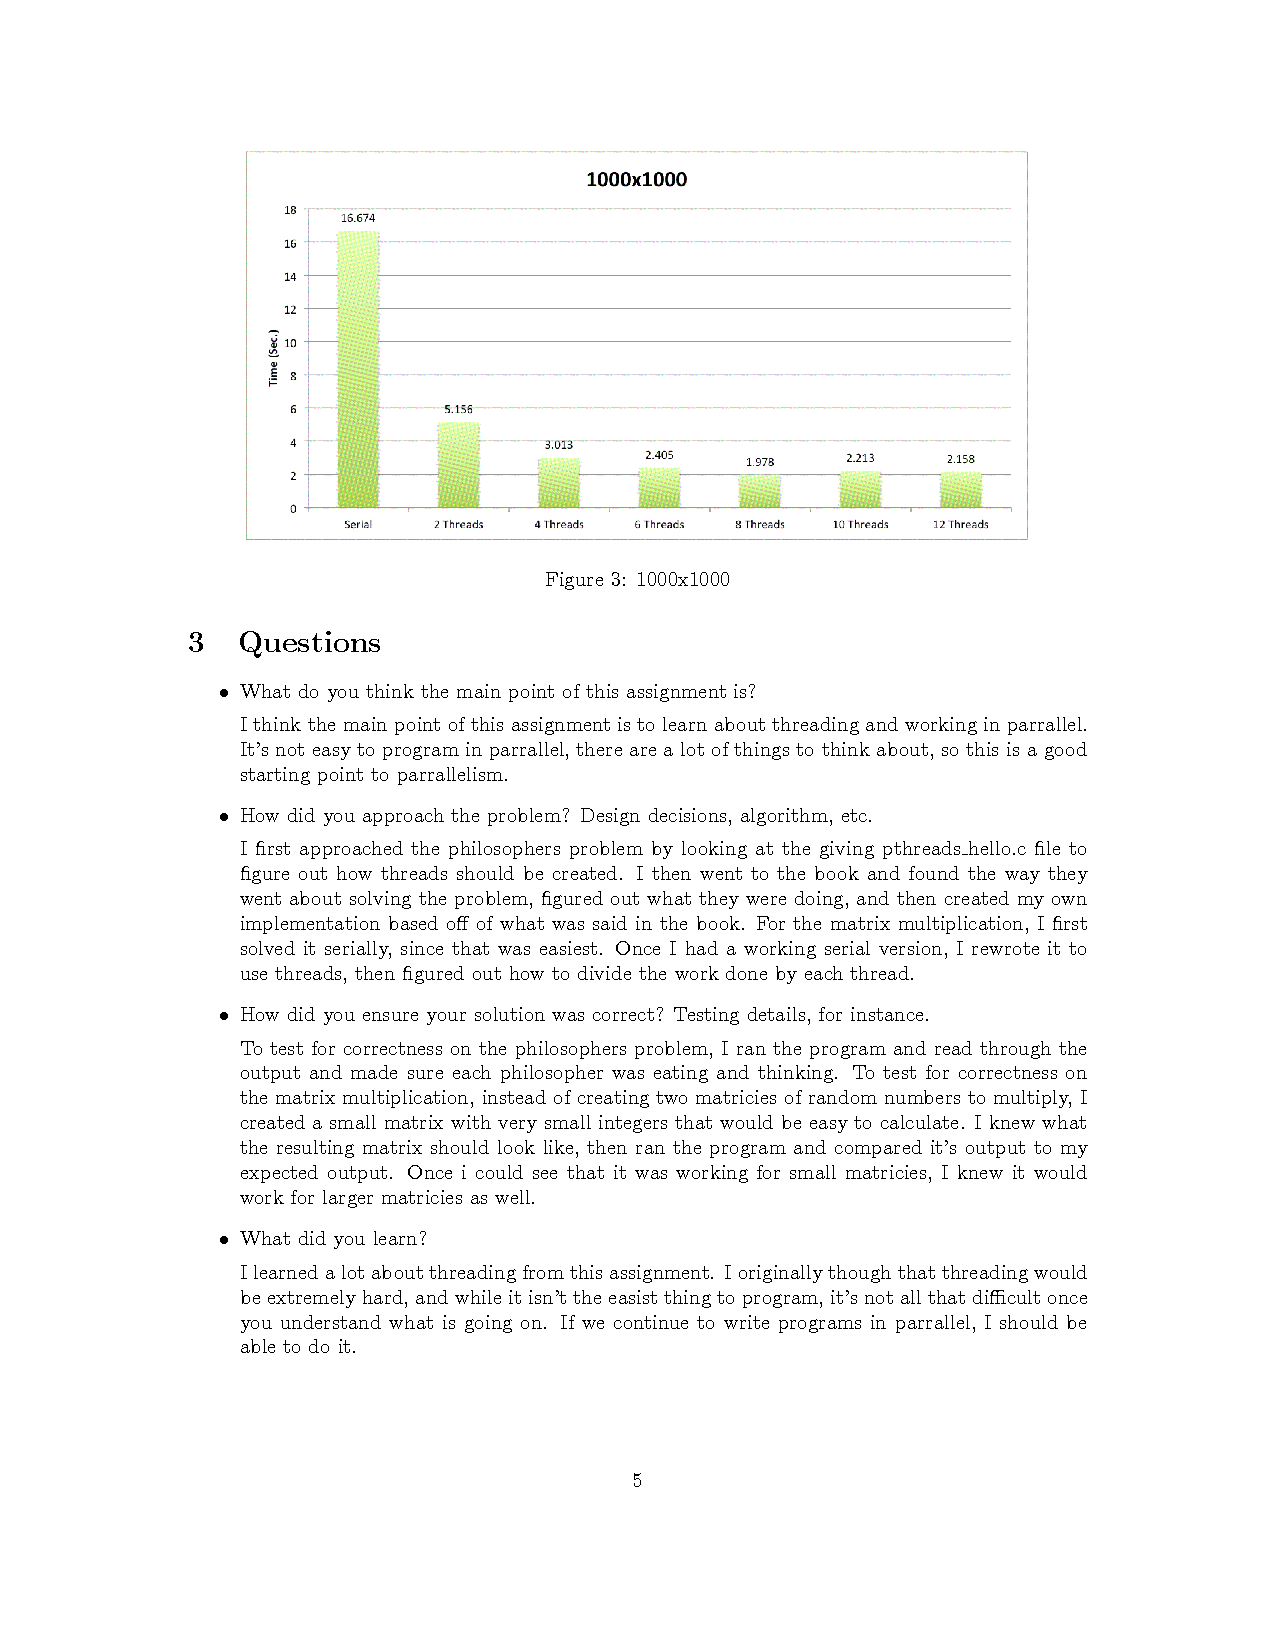 1000x1000
18
16
14
12
10
8
6
4
2
0
Time (Sec.)
16.674
5.156
3.013
2.405
1.978
2.213
2.158
Serial 2 Threads 4 Threads 6 Threads 8 Threads 10 Threads 12 Threads
Figure 3: 1000x1000
3 Questions
• What do you think the main point of this assignment is?
I think the main point of this assignment is to learn about threading and working in parrallel.
It's not easy to program in parrallel, there are a lot of things to think about, so this is a good
starting point to parrallelism.
• How did you approach the problem? Design decisions, algorithm, etc.
I first approached the philosophers problem by looking at the giving pthreads_hello.c file to
figure out how threads should be created. I then went to the book and found the way they
went about solving the problem, figured out what they were doing, and then created my own
implementation based off of what was said in the book. For the matrix multiplication, I first
solved it serially, since that was easiest. Once I had a working serial version, I rewrote it to
use threads, then figured out how to divide the work done by each thread.
• How did you ensure your solution was correct? Testing details, for instance.
To test for correctness on the philosophers problem, I ran the program and read through the
output and made sure each philosopher was eating and thinking. To test for correctness on
the matrix multiplication, instead of creating two matricies of random numbers to multiply, I
created a small matrix with very small integers that would be easy to calculate. I knew what
the resulting matrix should look like, then ran the program and compared it's output to my
expected output. Once i could see that it was working for small matricies, I knew it would
work for larger matricies as well.
• What did you learn?
I learned a lot about threading from this assignment. I originally though that threading would
be extremely hard, and while it isn't the easist thing to program, it's not all that difficult once
you understand what is going on. If we continue to write programs in parrallel, I should be
able to do it.
5